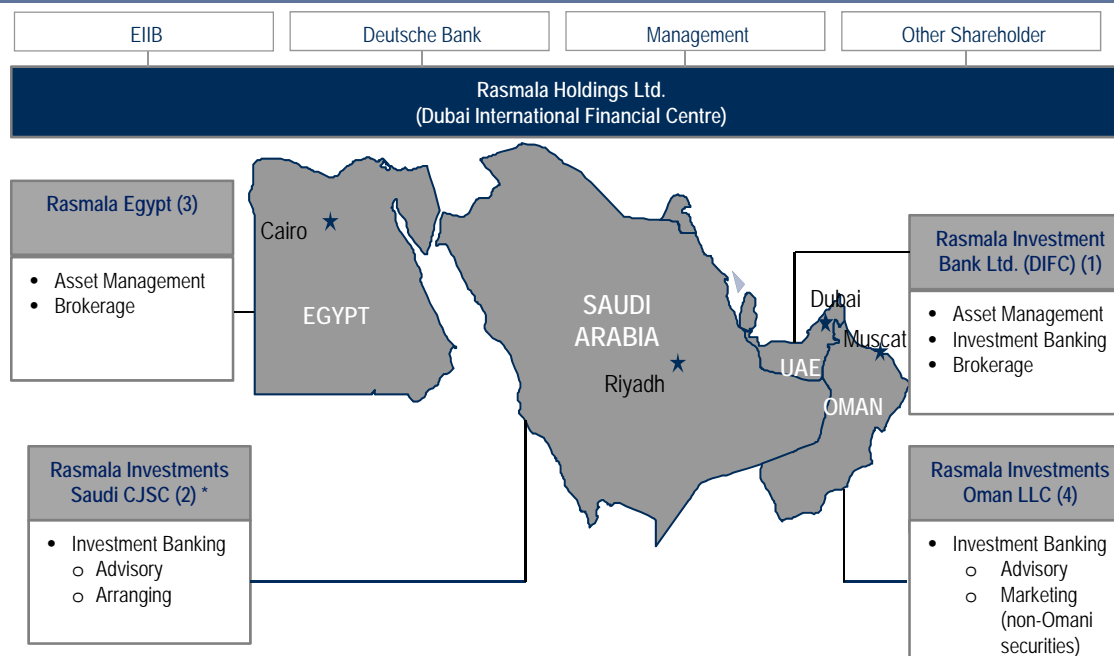 EIIB
Deutsche Bank
Management
Other Shareholder
Rasmala Holdings Ltd.
(Dubai International Financial Centre)
Rasmala Egypt (3)
• Asset Management
• Brokerage
Cairo
EGYPT
SAUDI
ARABIA
Riyadh
Dubai
Muscat
UAE
OMAN
Rasmala Investment
Bank Ltd. (DIFC) (1)
• Asset Management
• Investment Banking
• Brokerage
Rasmala Investments
Saudi CJSC (2) *
• Investment Banking
o Advisory
o Arranging
Rasmala Investments
Oman LLC (4)
• Investment Banking
o Advisory
o Marketing
(non-Omani
securities)